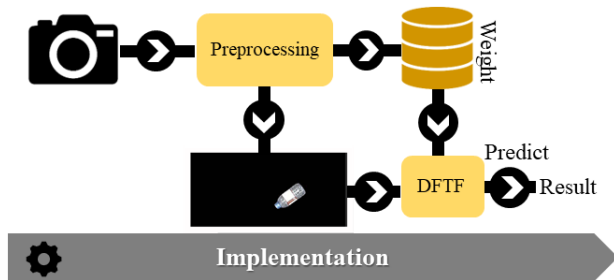 Preprocessing
Weight
DFTF
Predict
Result
Implementation